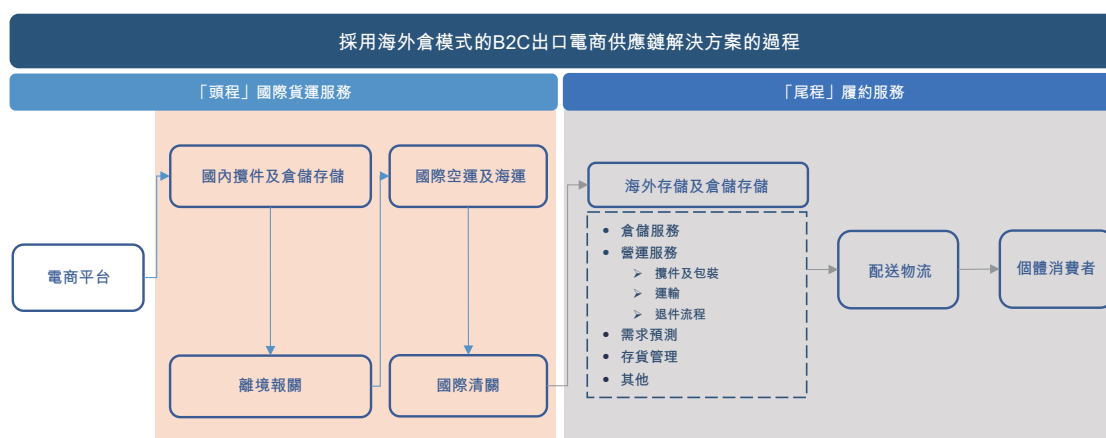 採用海外倉模式的B2C出口電商供應鏈解決方案的過程
「頭程」國際貨運服務
「尾程」履約服務
電商平台
國內攬件及倉儲存儲
離境報關
國際空運及海運
國際清關
海外存儲及倉儲存儲
• 倉儲服務
• 營運服務
➢ 攬件及包裝
➢ 運輸
➢ 退件流程
• 需求預測
• 存貨管理
• 其他
配送物流
個體消費者